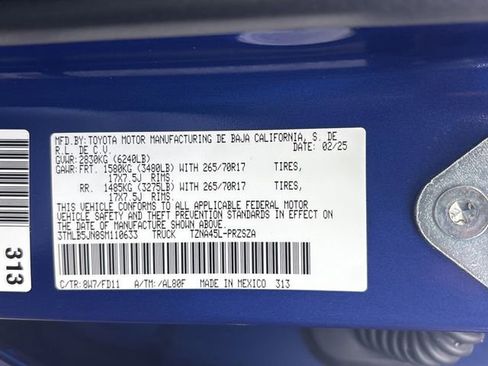 MFD.BY:TOYOTA MOTOR MANUFACTURING DE BAJA CALIFORNIA, S. DE
R.L. DE C.V. DATE: 02/25
GVWR:2830KG (6240LB)
GAWR:FRT. 1580KG (3480LB) WITH 265/70R17 TIRES,
17X7.5J RIMS.
RR. 1485KG (3275LB) WITH 265/70R17 TIRES,
17X7.5J RIMS.
THIS VEHICLE CONFORMS TO ALL APPLICABLE FEDERAL MOTOR
VEHICLE SAFETY AND THEFT PREVENTION STANDARDS IN EFFECT ON
THE DATE OF MANUFACTURE SHOWN ABOVE.
3TMLB5JN8SM110633 TRUCK TZNA45L-PRZSZA
C/TR:8W7/FD11 A/TM:/AL80F MADE IN MEXICO 313
313